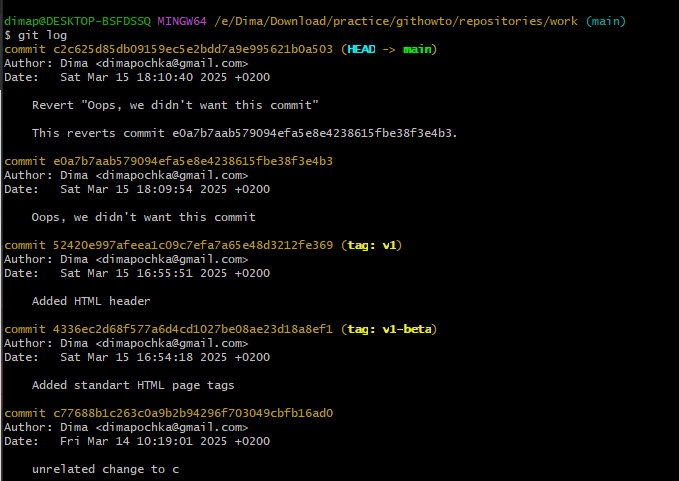 dimap@DESKTOP-BSFDSSQ MINGW64 /e/Dima/Download/practice/githowto/repositories/work (main)
$ git log
commit c2c625d85db09159ec5e2bdd7a9e995621b0a503 (HEAD -> main)
Author: Dima <dimapochka@gmail.com>
Date:   Sat Mar 15 18:10:40 2025 +0200
    Revert "Oops, we didn't want this commit"
    This reverts commit e0a7b7aab579094efa5e8e4238615fbe38f3e4b3.
commit e0a7b7aab579094efa5e8e4238615fbe38f3e4b3
Author: Dima <dimapochka@gmail.com>
Date:   Sat Mar 15 18:09:54 2025 +0200
    Oops, we didn't want this commit
commit 52420e997afeea1c09c7efa7a65e48d3212fe369 (tag: v1)
Author: Dima <dimapochka@gmail.com>
Date:   Sat Mar 15 16:55:51 2025 +0200
    Added HTML header
commit 4336ec2d68f577a6d4cd1027be08ae23d18a8ef1 (tag: v1-beta)
Author: Dima <dimapochka@gmail.com>
Date:   Sat Mar 15 16:54:18 2025 +0200
    Added standart HTML page tags
commit c77688b1c263c0a9b2b94296f703049cbfb16ad0
Author: Dima <dimapochka@gmail.com>
Date:   Fri Mar 14 10:19:01 2025 +0200
    unrelated change to c